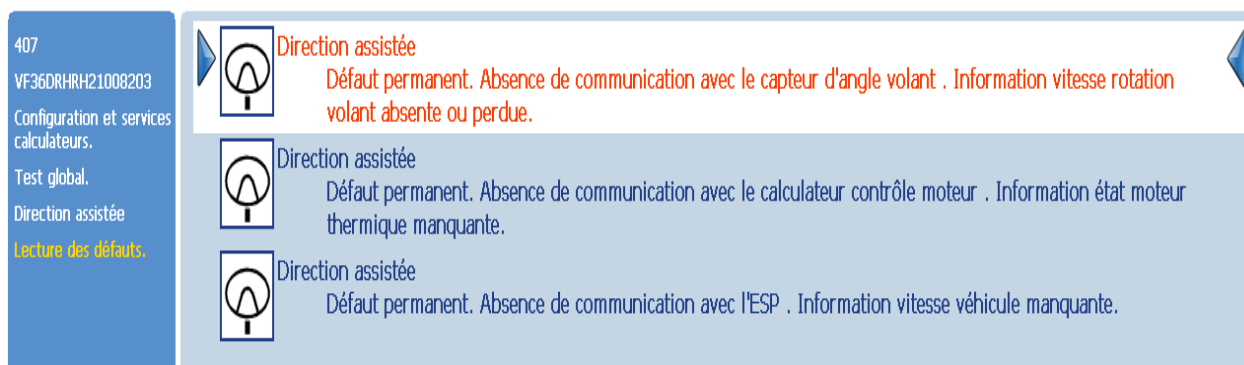 407
VF36DRHRH21008203
Configuration et services
calculateurs.
Test global.
Direction assistée
Lecture des défauts.
Direction assistée
Défaut permanent. Absence de communication avec le capteur d'angle volant . Information vitesse rotation
volant absente ou perdue.
Direction assistée
Défaut permanent. Absence de communication avec le calculateur contrôle moteur . Information état moteur
thermique manquante.
Direction assistée
Défaut permanent. Absence de communication avec l'ESP . Information vitesse véhicule manquante.